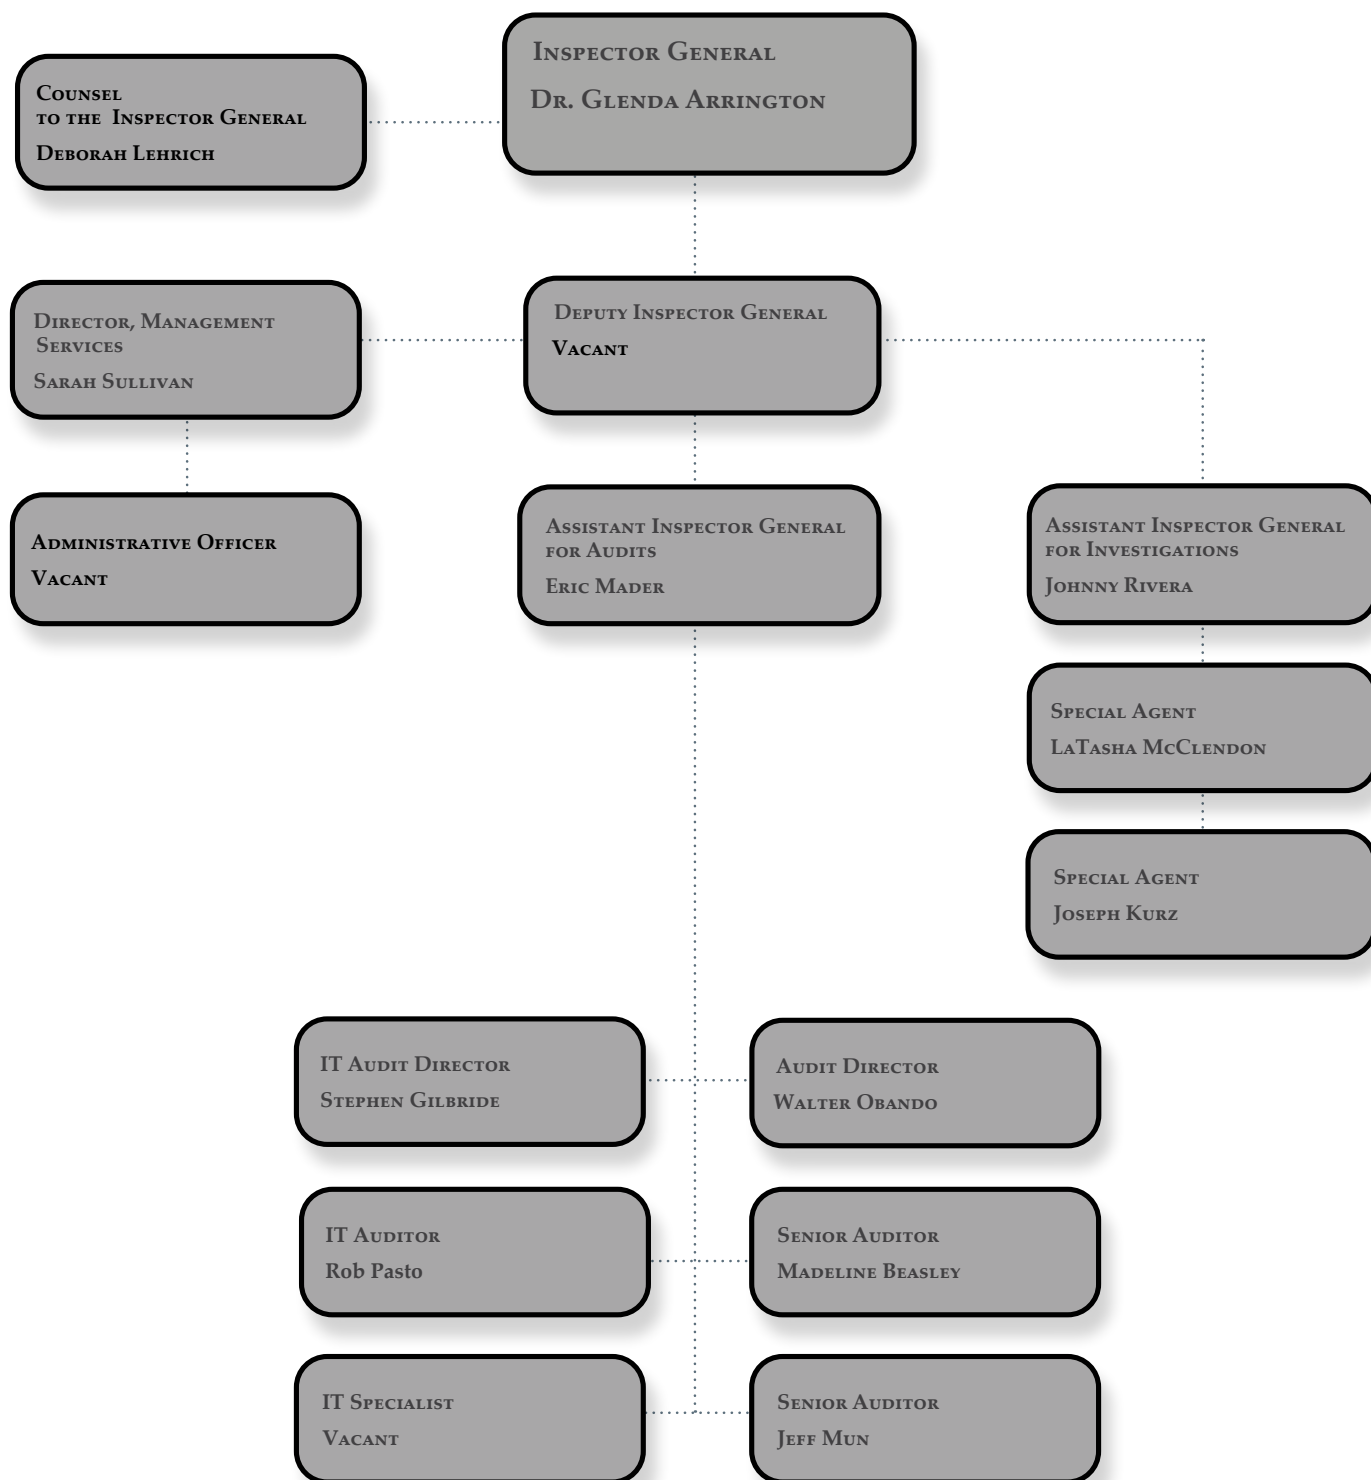 Inspector General
Dr. Glenda Arrington
Counsel
to the Inspector General
Deborah Lehrich
Director, Management
Services
Sarah Sullivan
Deputy Inspector General
Vacant
Administrative Officer
Vacant
Assistant Inspector General
for Audits
Eric Mader
Assistant Inspector General
for Investigations
Johnny Rivera
Special Agent
LaTasha McClendon
Special Agent
Joseph Kurz
IT Audit Director
Stephen Gilbride
Audit Director
Walter Obando
IT Auditor
Rob Pasto
Senior Auditor
Madeline Beasley
IT Specialist
Vacant
Senior Auditor
Jeff Mun